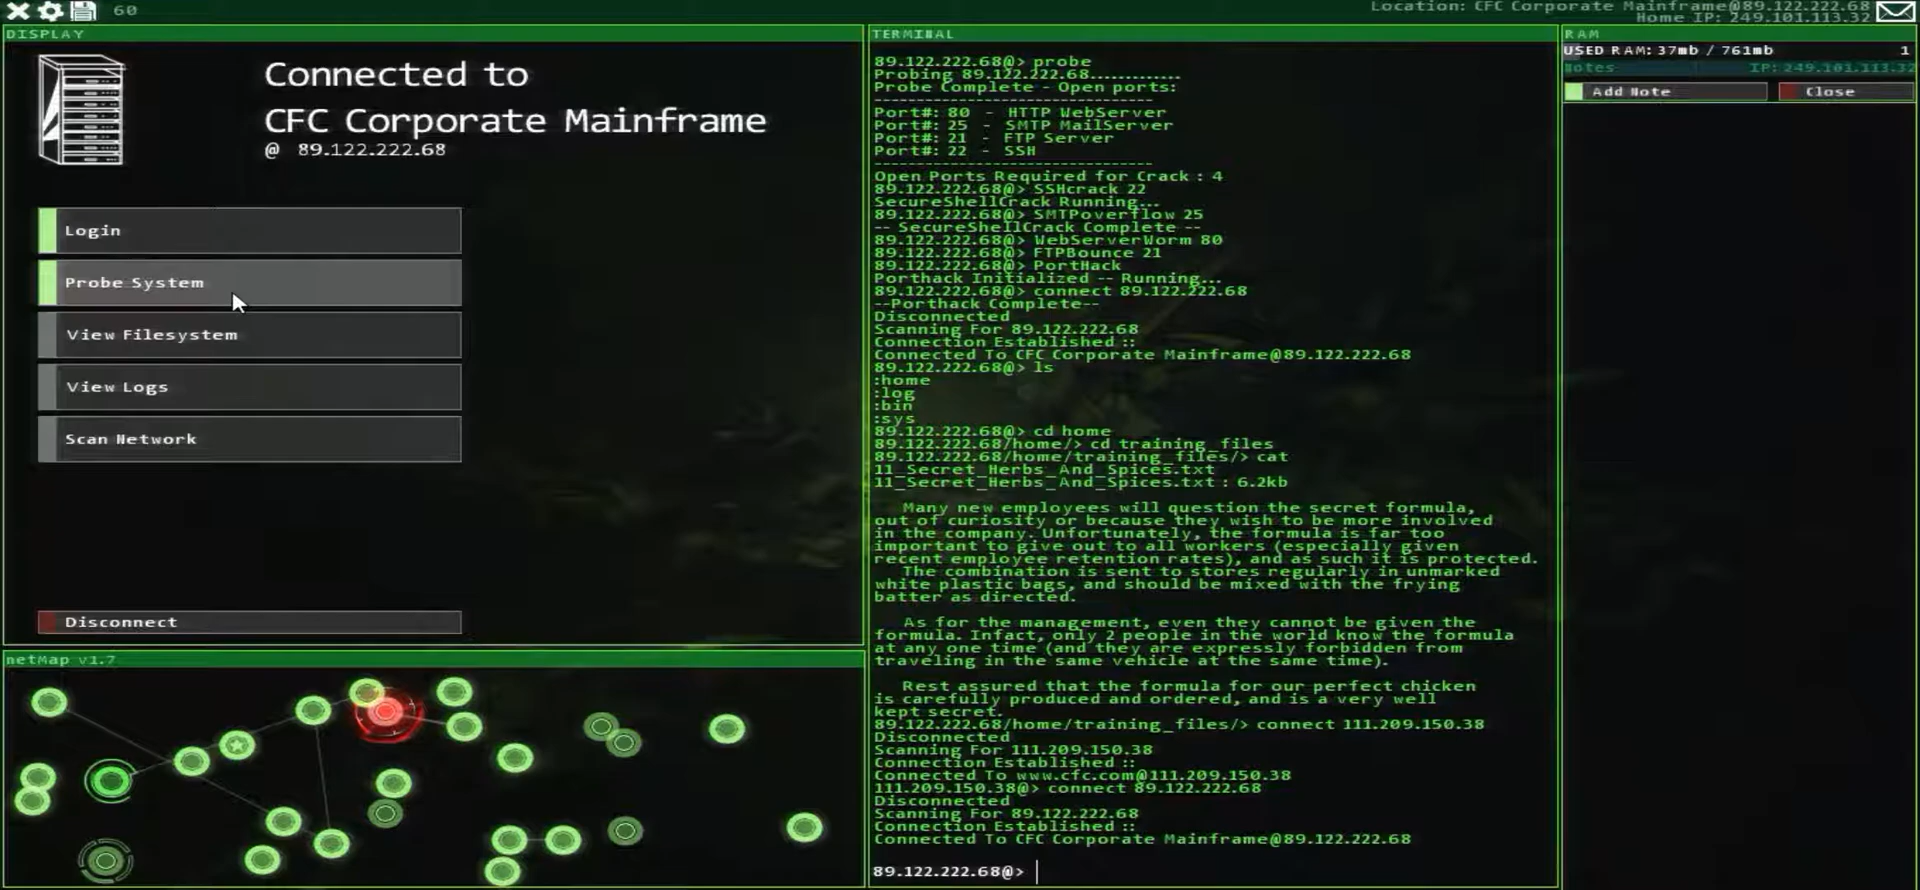 60
Location: CFC Corporate Mainframe@89.122.222.68
Home IP: 249.101.113.32
DISPLAY
Connected to
CFC Corporate Mainframe
@ 89.122.222.68
Login
Probe System
View Filesystem
View Logs
Scan Network
Disconnect
netMap v1.7
TERMINAL
89.122.222.68@> probe
Probing 89.122.222.68.............
Probe Complete - Open ports:
---------------------------------
Port#: 80 - HTTP WebServer
Port#: 25 - SMTP MailServer
Port#: 21 - FTP Server
Port#: 22 - SSH
---------------------------------
Open Ports Required for Crack : 4
89.122.222.68@> SSHcrack 22
SecureShellCrack Running...
89.122.222.68@> SMTPoverflow 25
-- SecureShellCrack Complete --
89.122.222.68@> WebServerWorm 80
89.122.222.68@> FTPBounce 21
89.122.222.68@> PortHack
Porthack Initialized -- Running...
89.122.222.68@> connect 89.122.222.68
--Porthack Complete--
Disconnected
Scanning For 89.122.222.68
Connection Established ::
Connected To CFC Corporate Mainframe@89.122.222.68
89.122.222.68@> ls
:home
:log
:bin
:sys
89.122.222.68@> cd home
89.122.222.68/home/> cd training_files
89.122.222.68/home/training_files/> cat
11_Secret_Herbs_And_Spices.txt
11_Secret_Herbs_And_Spices.txt : 6.2kb
Many new employees will question the secret formula,
out of curiosity or because they wish to be more involved
in the company. Unfortunately, the formula is far too
important to give out to all workers (especially given
recent employee retention rates), and as such it is protected.
The combination is sent to stores regularly in unmarked
white plastic bags, and should be mixed with the frying
batter as directed.
As for the management, even they cannot be given the
formula. Infact, only 2 people in the world know the formula
at any one time (and they are expressly forbidden from
traveling in the same vehicle at the same time).
Rest assured that the formula for our perfect chicken
is carefully produced and ordered, and is a very well
kept secret.
89.122.222.68/home/training_files/> connect 111.209.150.38
Disconnected
Scanning For 111.209.150.38
Connection Established ::
Connected To www.cfc.com@111.209.150.38
111.209.150.38@> connect 89.122.222.68
Disconnected
Scanning For 89.122.222.68
Connection Established ::
Connected To CFC Corporate Mainframe@89.122.222.68
89.122.222.68@>
RAM
USED RAM: 37mb / 761mb 1
Notes IP: 249.101.113.32
Add Note
Close